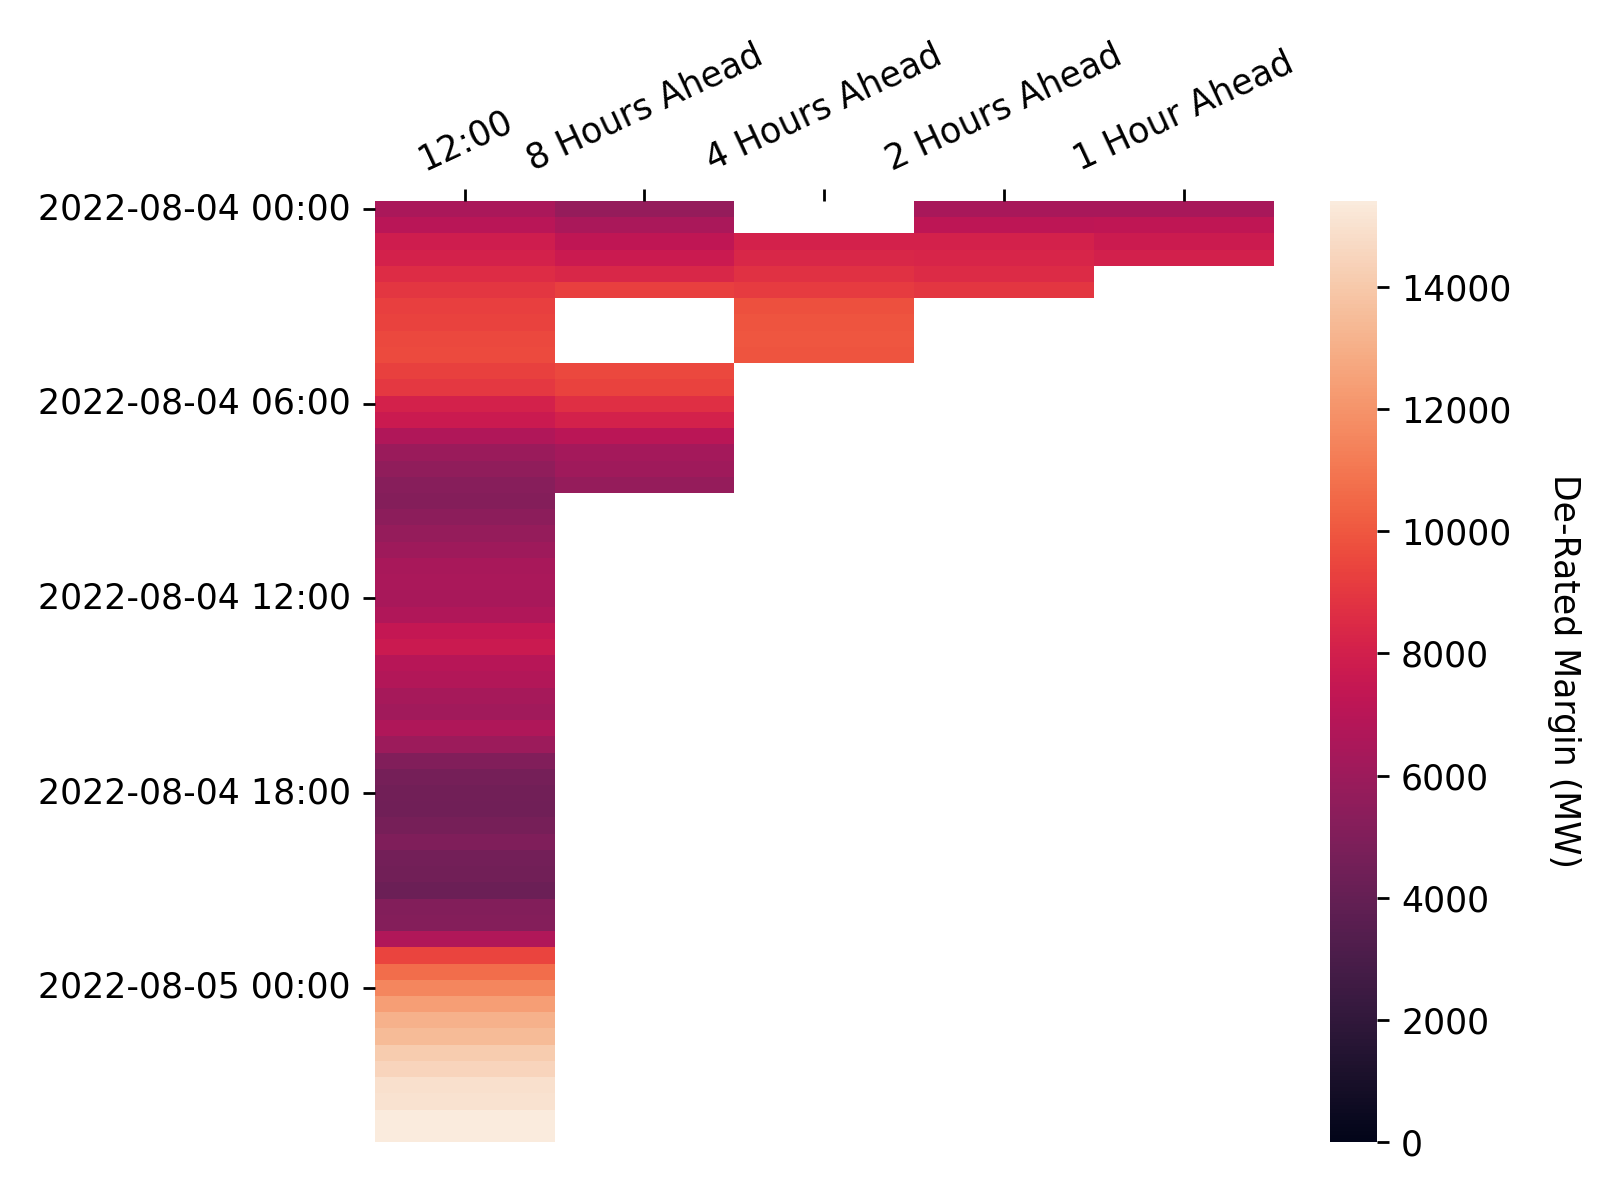 12:00
8 Hours Ahead
4 Hours Ahead
2 Hours Ahead
1 Hour Ahead
2022-08-04 00:00
2022-08-04 06:00
2022-08-04 12:00
2022-08-04 18:00
2022-08-05 00:00
14000
12000
10000
8000
6000
4000
2000
0
De-Rated Margin (MW)